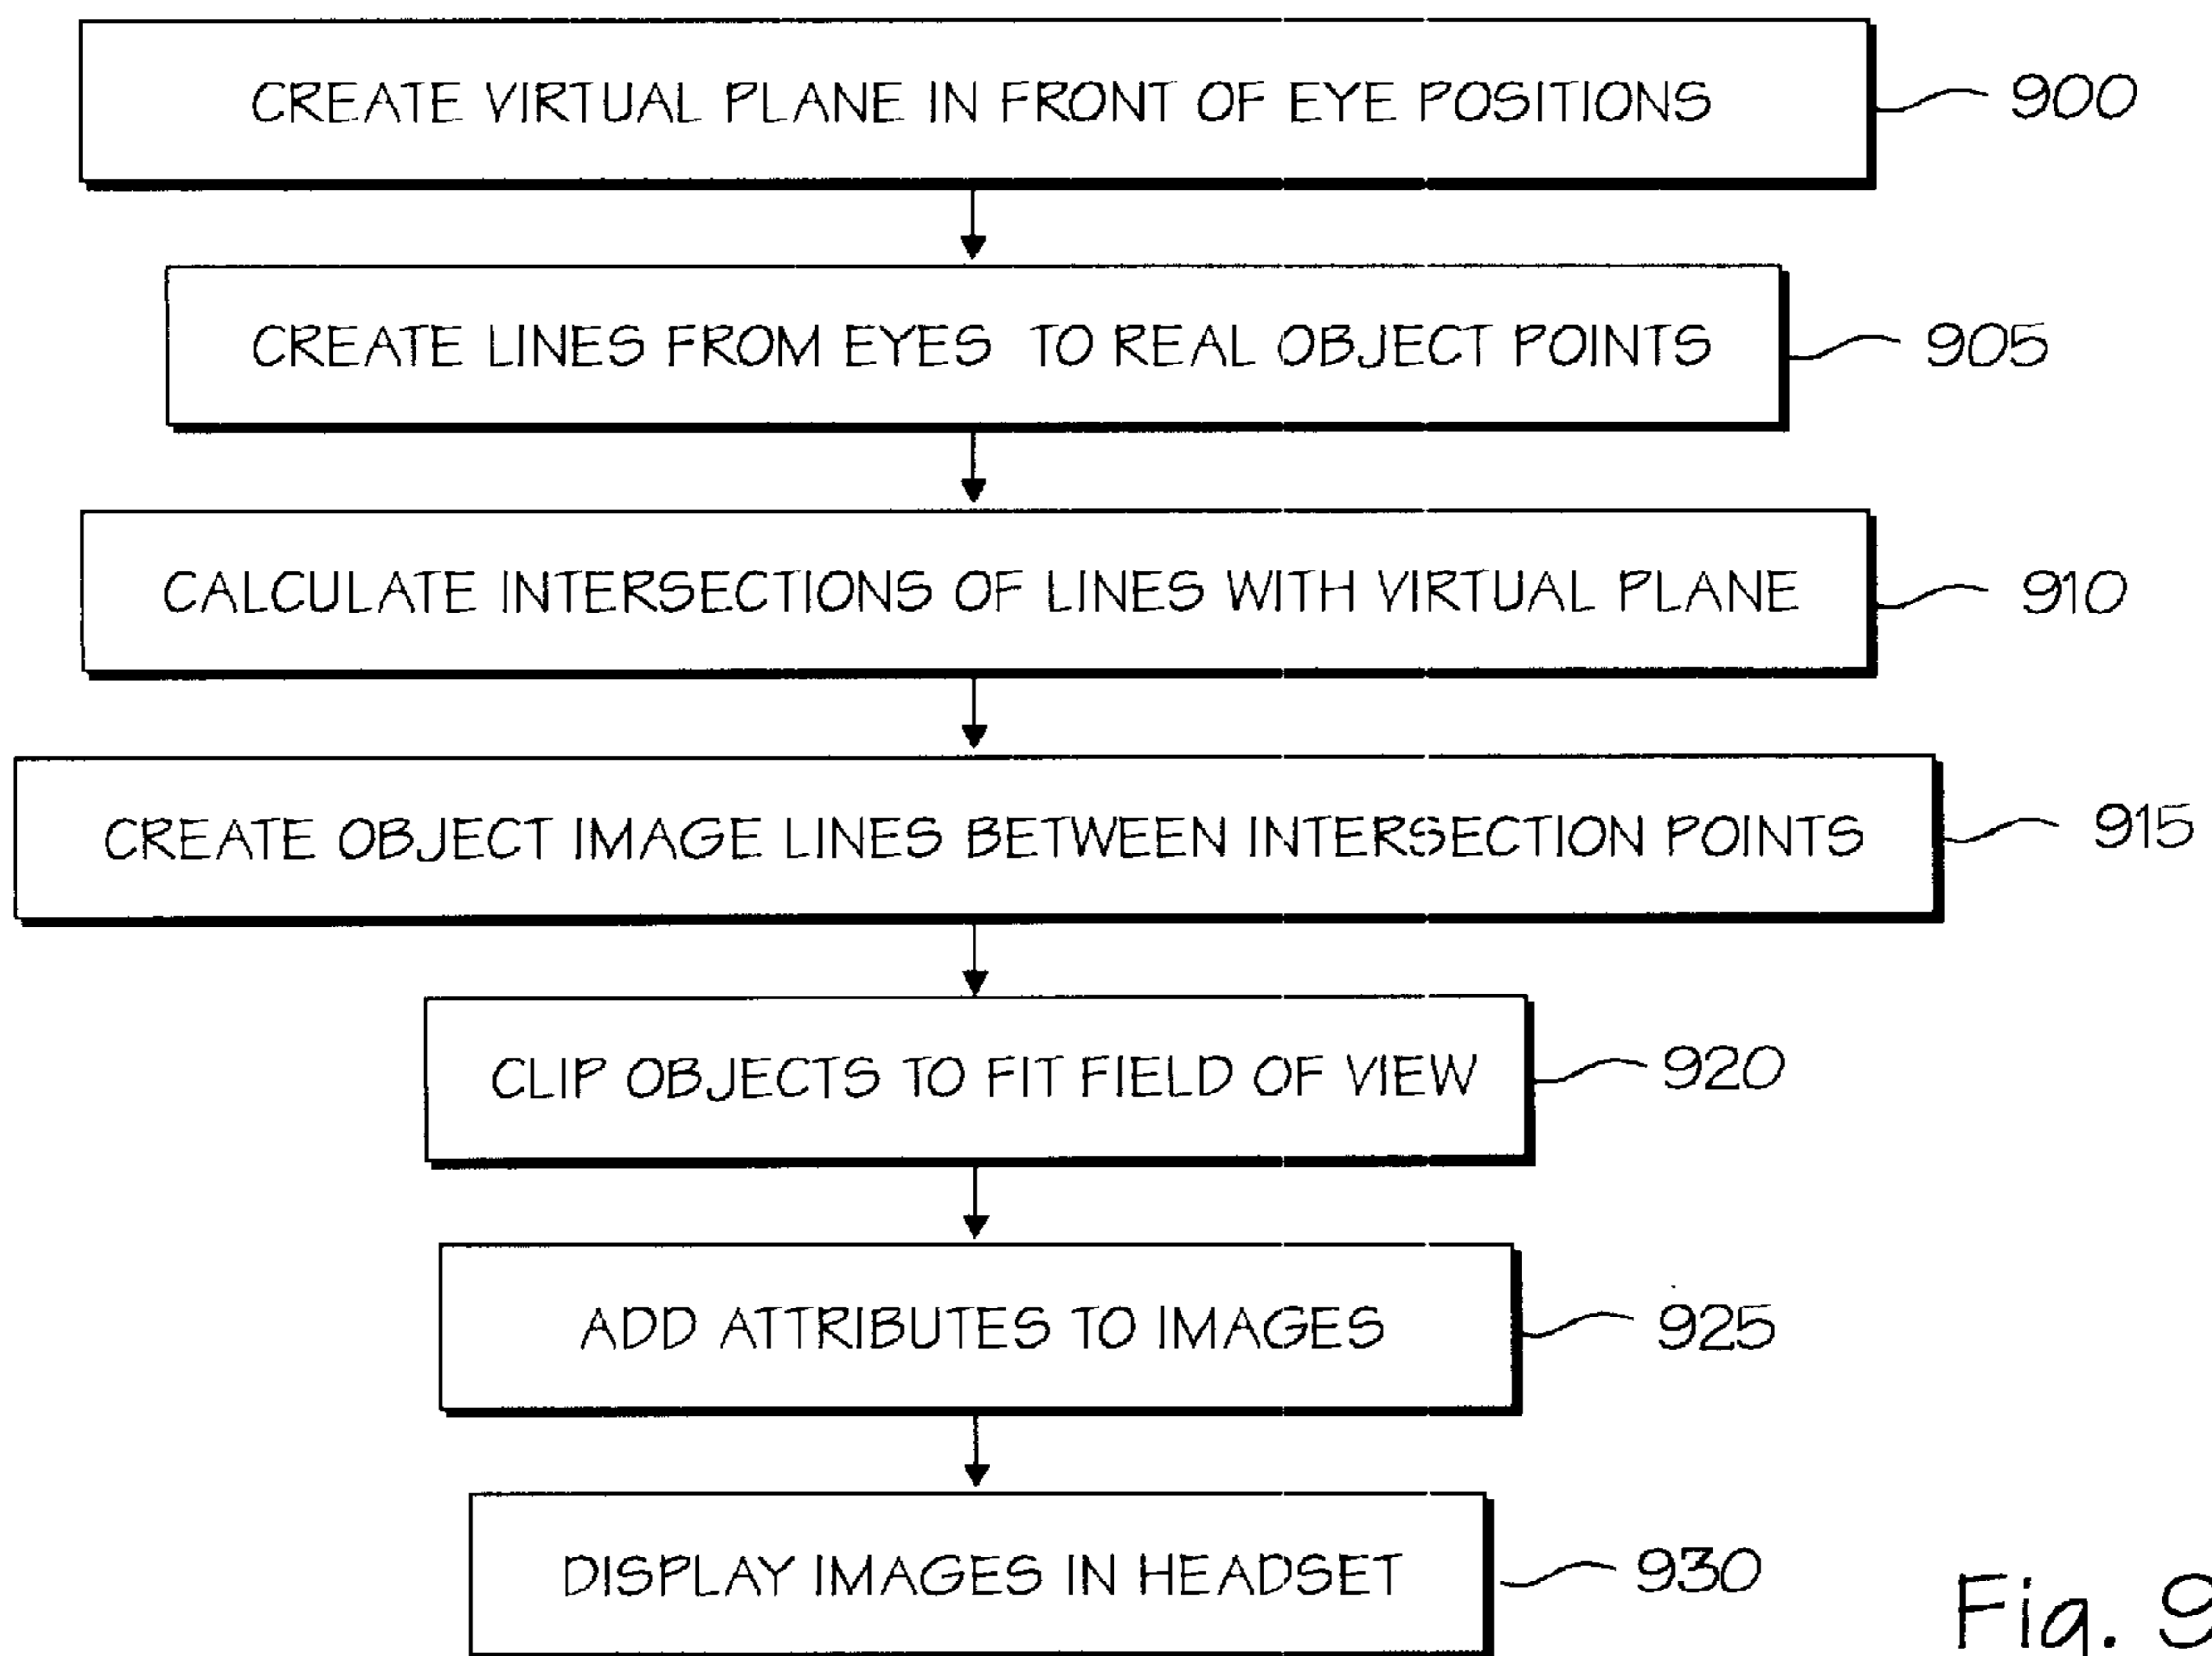 CREATE VIRTUAL PLANE IN FRONT OF EYE POSITIONS
900
CREATE LINES FROM EYES TO REAL OBJECT POINTS
905
CALCULATE INTERSECTIONS OF LINES WITH VIRTUAL PLANE
910
CREATE OBJECT IMAGE LINES BETWEEN INTERSECTION POINTS
915
CLIP OBJECTS TO FIT FIELD OF VIEW
920
ADD ATTRIBUTES TO IMAGES
925
DISPLAY IMAGES IN HEADSET
930
Fig. 9